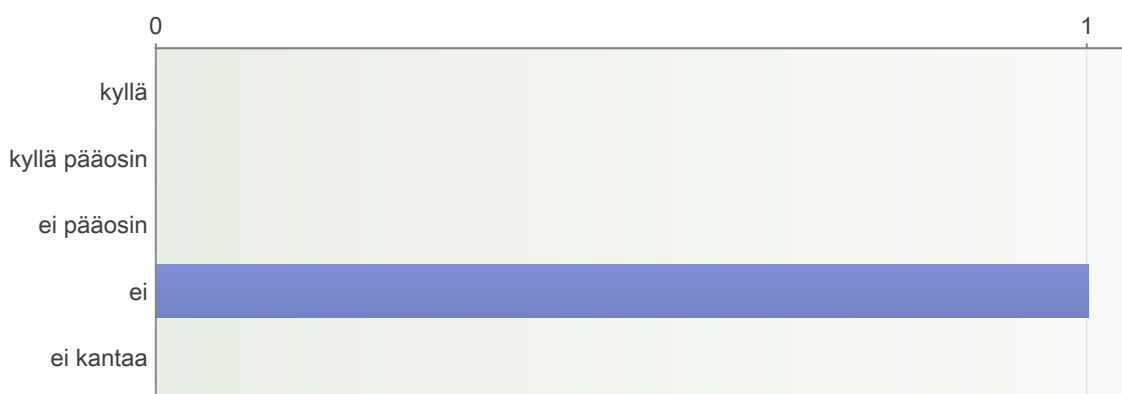 0 1
kyllä
kyllä pääosin
ei pääosin
ei
ei kantaa